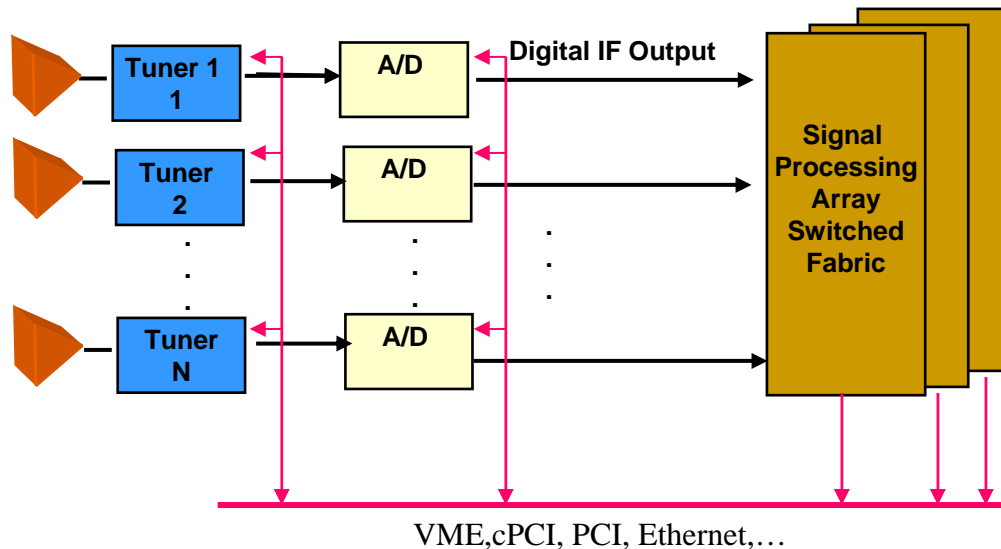 Tuner 1
1
A/D
Digital IF Output
Tuner
2
A/D
Tuner
N
A/D
Signal
Processing
Array
Switched
Fabric
VME,cPCI, PCI, Ethernet,…